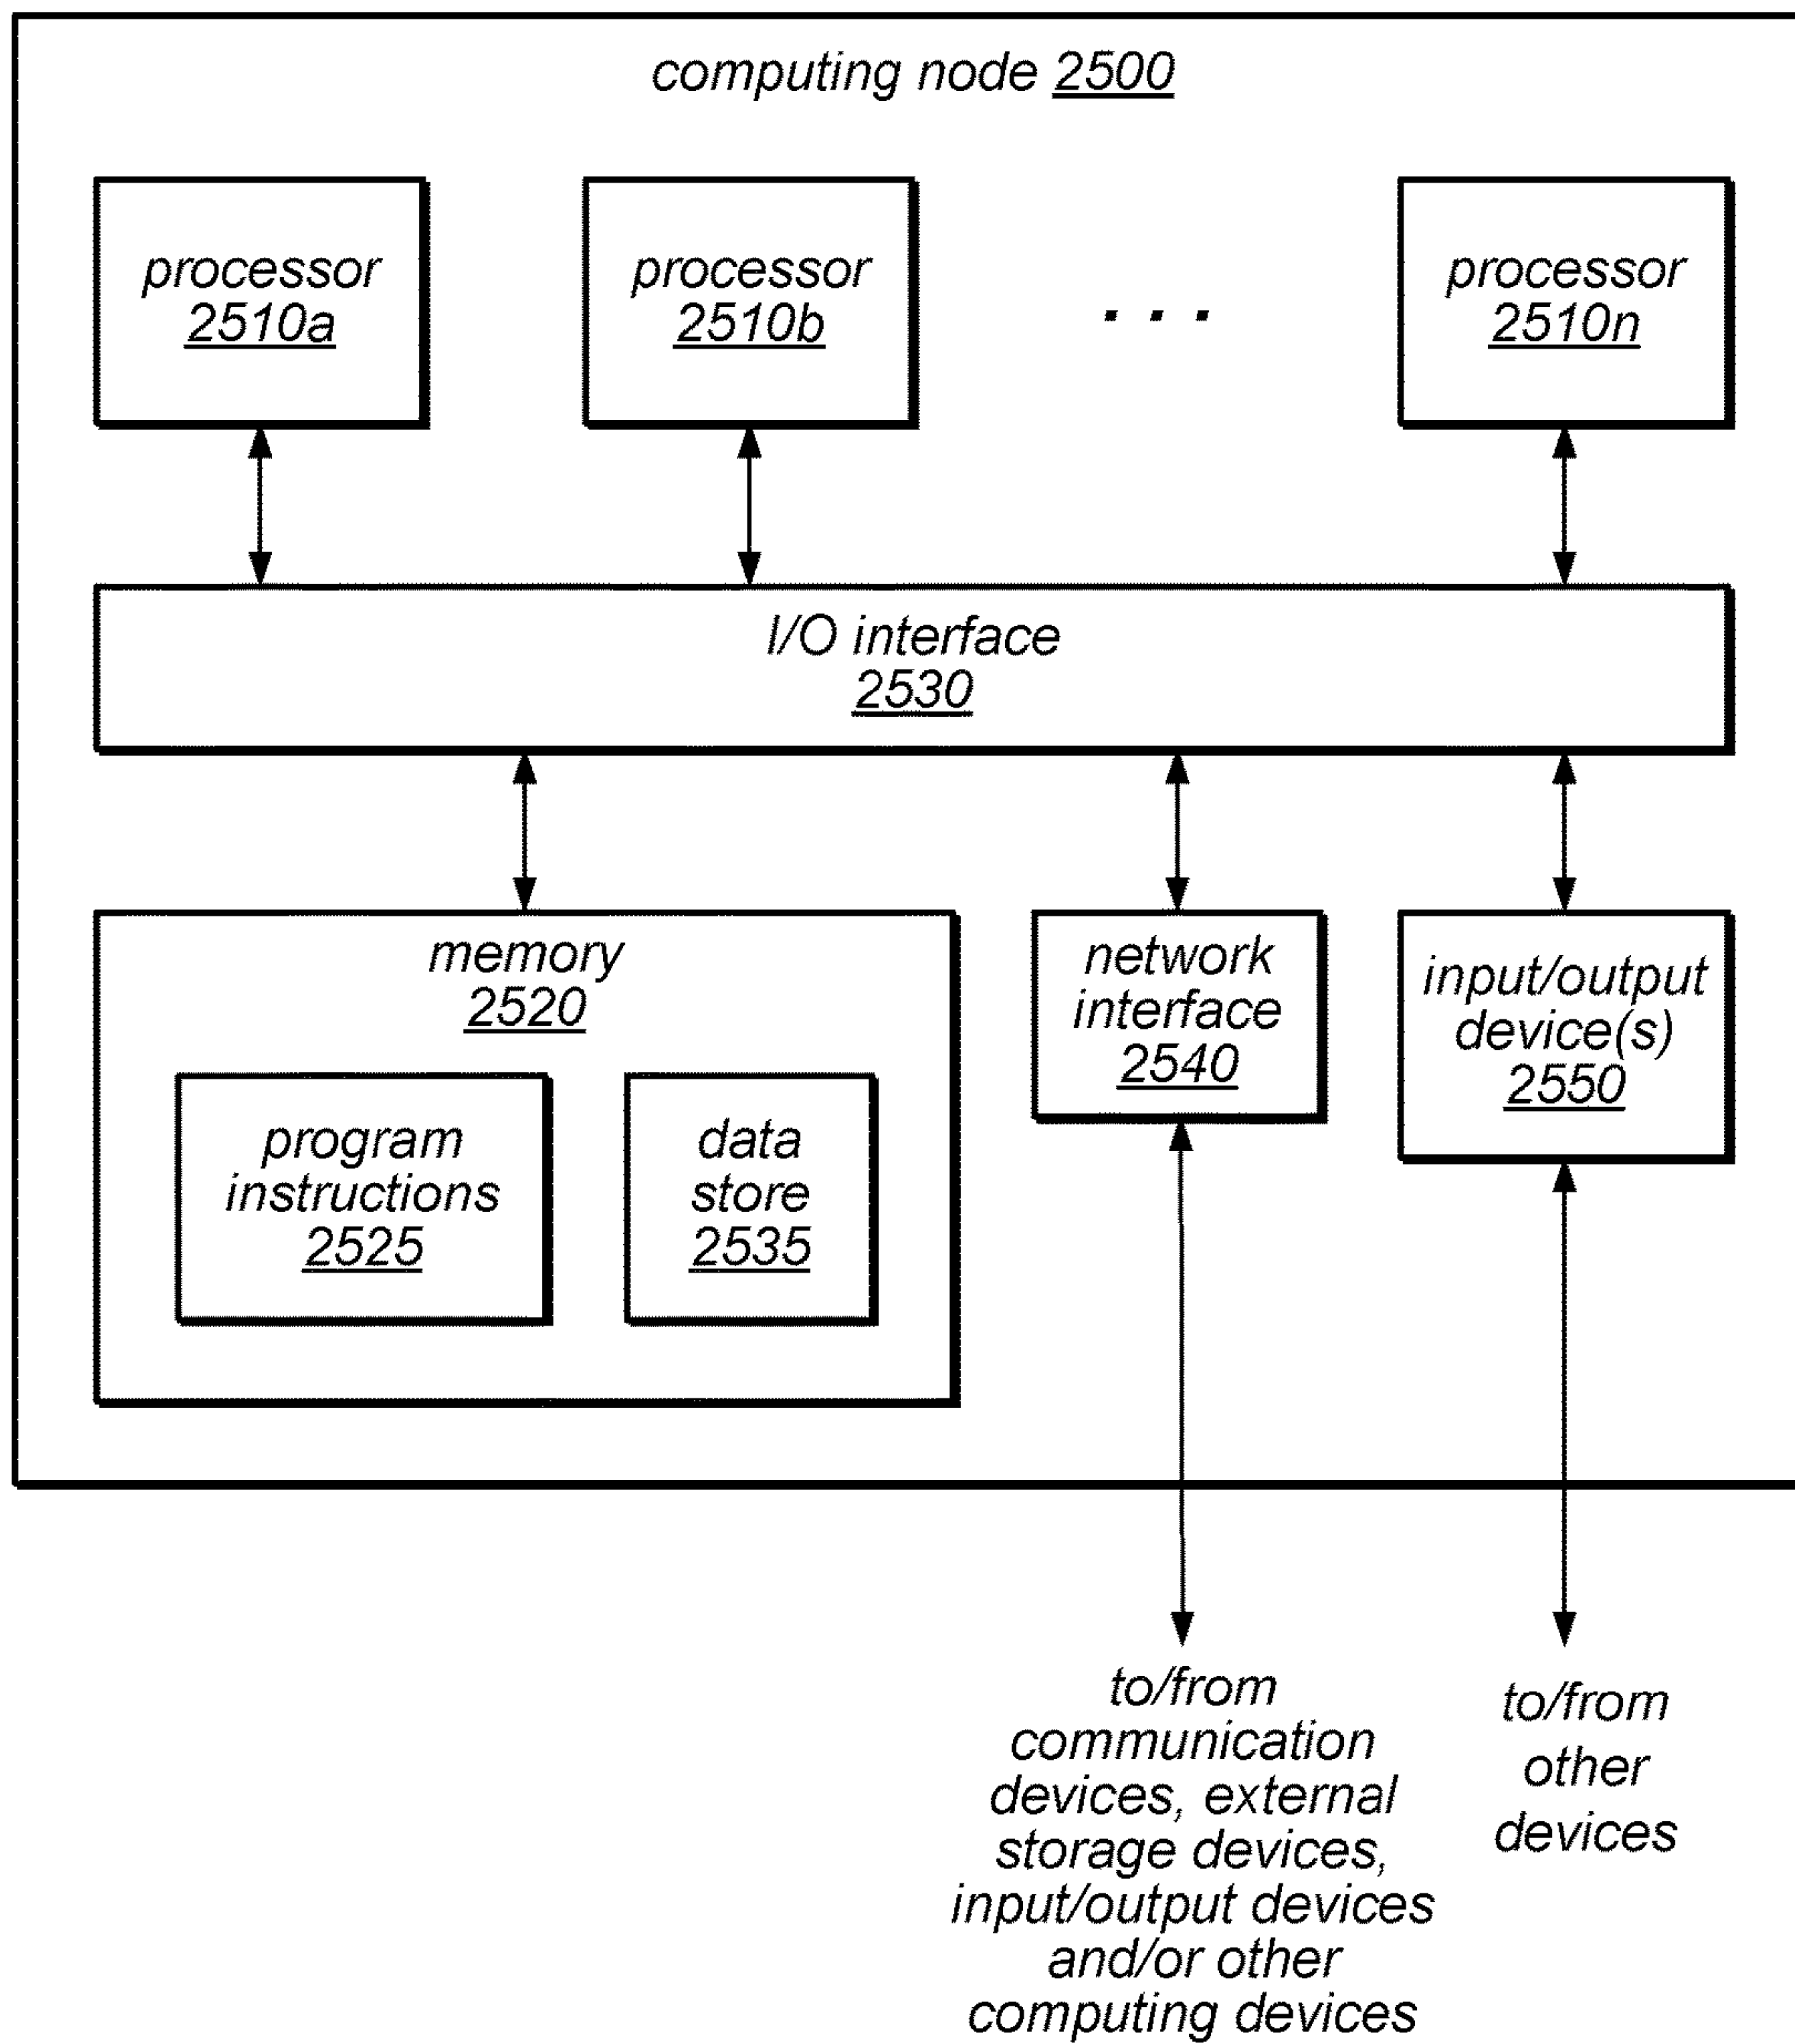 computing node 2500
processor
2510a
processor
2510b
. . .
processor
2510n
I/O interface
2530
memory
2520
program
instructions
2525
data
store
2535
network
interface
2540
input/output
device(s)
2550
to/from
communication
devices, external
storage devices,
input/output devices
and/or other
computing devices
to/from
other
devices